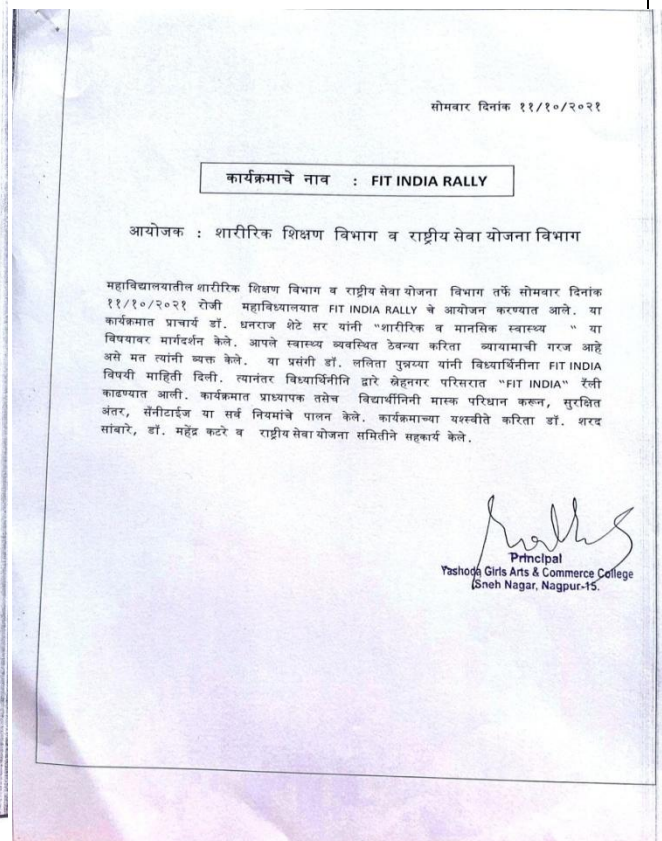 सोमवार दिनांक ११/१०/२०२१
कार्यक्रमाचे नाव : FIT INDIA RALLY
आयोजक : शारीरिक शिक्षण विभाग व राष्ट्रीय सेवा योजना विभाग
महाविद्यालयातील शारीरिक शिक्षण विभाग व राष्ट्रीय सेवा योजना विभाग तर्फे सोमवार दिनांक
११/१०/२०२१ रोजी महाविध्यालयात FIT INDIA RALLY चे आयोजन करण्यात आले. या
कार्यक्रमात प्राचार्य डॉ. धनराज शेटे सर यांनी "शारीरिक व मानसिक स्वास्थ्य " या
विषयावर मार्गदर्शन केले. आपले स्वास्थ्य व्यवस्थित ठेवन्या करिता ब्यायामाची गरज आहे
असे मत त्यांनी ब्यक्त केले. या प्रसंगी डॉ. ललिता पुन्नय्या यांनी विध्यार्थिनीना FIT INDIA
विषयी माहिती दिली. त्यानंतर विध्यार्थिनीनि द्वारे स्नेहनगर परिसरात "FIT INDIA" रॅली
काढण्यात आली. कार्यक्रमात प्राध्यापक तसेच विद्यार्थीनिनी मास्क परिधान करून, सुरक्षित
अंतर, सॅनीटाईज या सर्व नियमांचे पालन केले. कार्यक्रमाच्या यश्स्वीते करिता डॉ. शरद
सांबारे, डॉ. महेंद्र कटरे व राष्ट्रीय सेवा योजना समितीने सहकार्य केले.
Principal
Yashoda Girls Arts & Commerce College
Sneh Nagar, Nagpur-15.